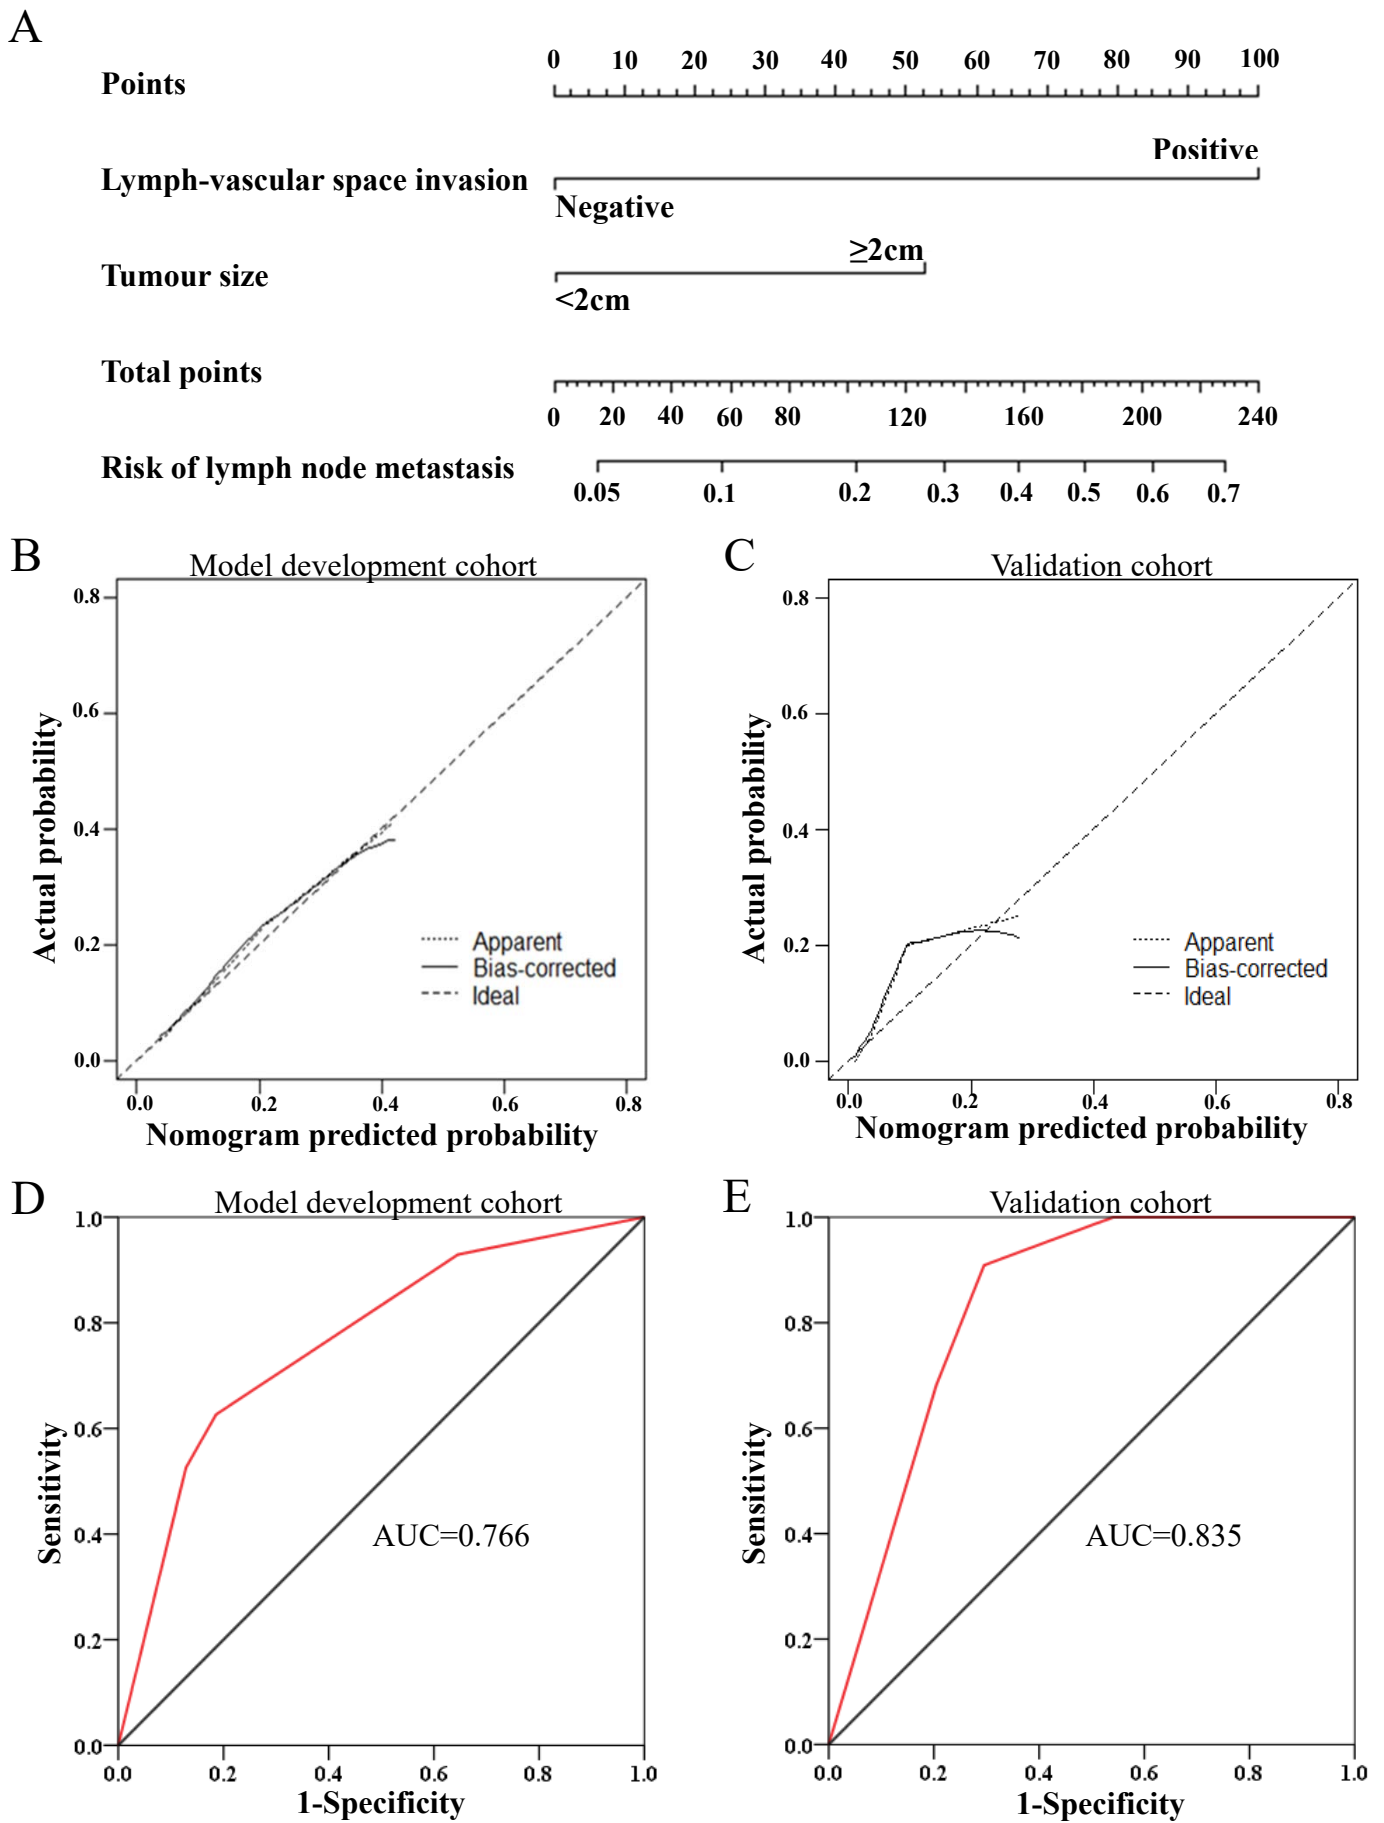 A
0 10 20 30 40 50 60 70 80 90 100
Points
Positive
Lymph-vascular space invasion
Negative
≥2cm
Tumour size
<2cm
Total points
0 20 40 60 80 120 160 200 240
Risk of lymph node metastasis
0.05 0.1 0.2 0.3 0.4 0.5 0.6 0.7
B
Model development cohort
0.8
0.6
0.4
0.2
0.0
Actual probability
Apparent
Bias-corrected
Ideal
0.0 0.2 0.4 0.6 0.8
Nomogram predicted probability
C
Validation cohort
0.8
0.6
0.4
0.2
0.0
Actual probability
Apparent
Bias-corrected
Ideal
0.0 0.2 0.4 0.6 0.8
Nomogram predicted probability
D
Model development cohort
1.0
0.8
0.6
0.4
0.2
0.0
Sensitivity
AUC=0.766
0.0 0.2 0.4 0.6 0.8 1.0
1-Specificity
E
Validation cohort
1.0
0.8
0.6
0.4
0.2
0.0
Sensitivity
AUC=0.835
0.0 0.2 0.4 0.6 0.8 1.0
1-Specificity